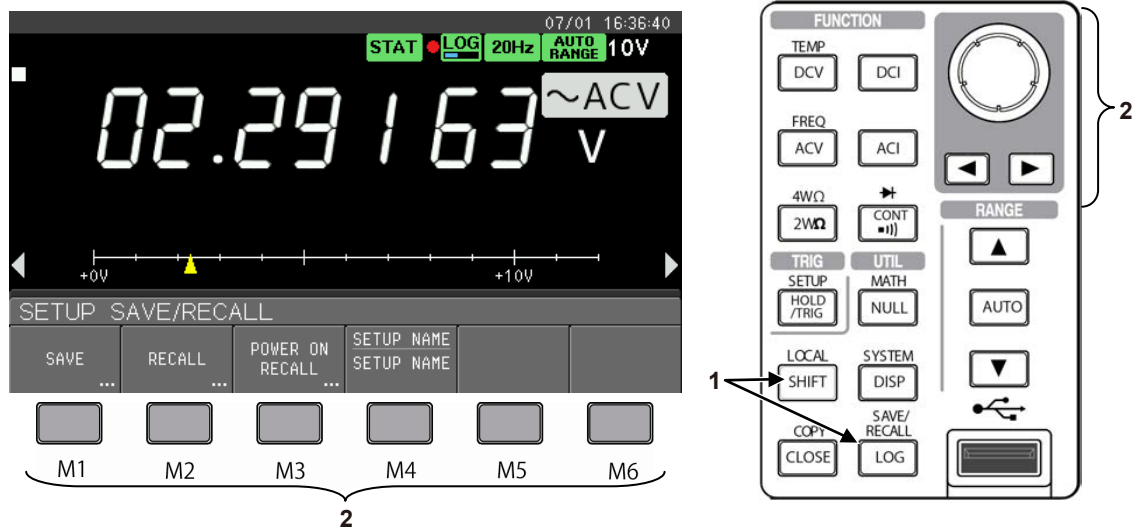 07/01 16:36:40
STAT LOG 20Hz AUTO RANGE 10V
02.29163 ~ACV
V
+0V +10V
SETUP SAVE/RECALL
SAVE ...
RECALL ...
POWER ON
RECALL ...
SETUP NAME
SETUP NAME
M1 M2 M3 M4 M5 M6
2
FUNCTION
TEMP
DCV DCI
2
FREQ
ACV ACI
4WΩ
2WΩ CONT
RANGE
TRIG UTIL
SETUP MATH
HOLD
/TRIG
NULL AUTO
LOCAL SYSTEM
1 SHIFT DISP
COPY SAVE/
RECALL
CLOSE LOG